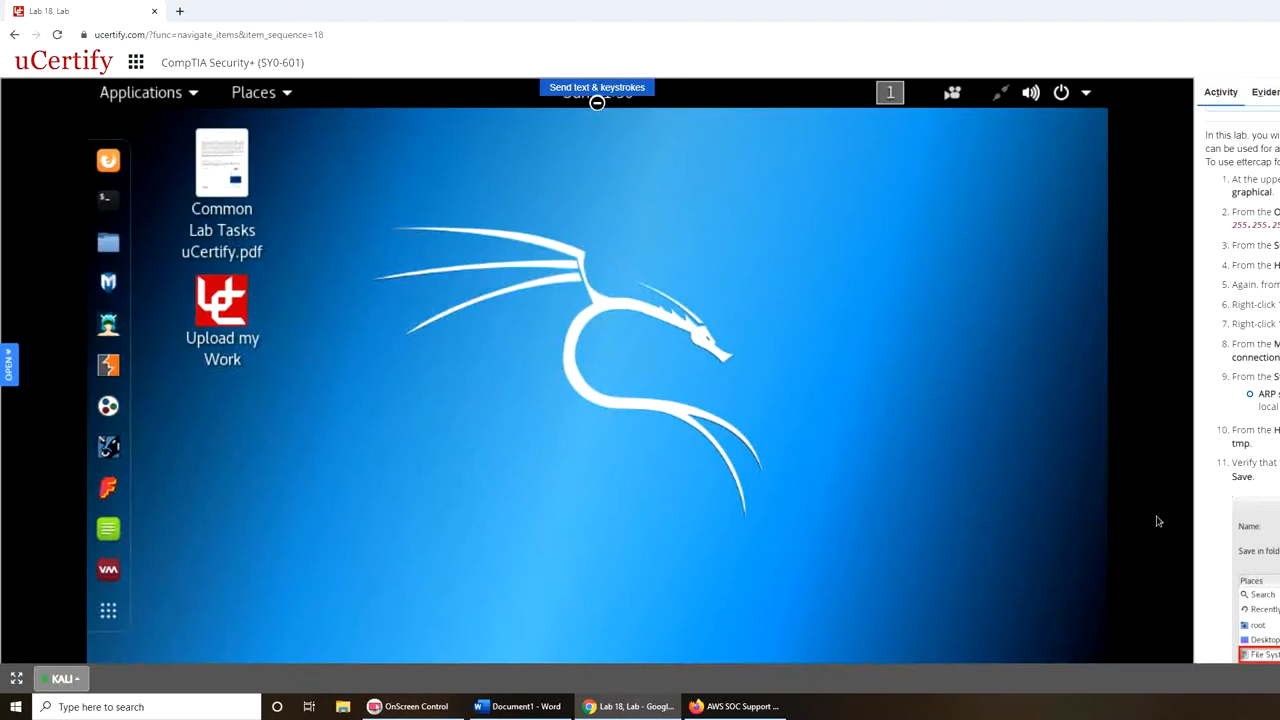 Lab 18, Lab
ucertify.com/?func=navigate_items&item_sequence=18
uCertify
CompTIA Security+ (SY0-601)
Send text & keystrokes
Applications
Places
1
Activity
Eviden
Common
Lab Tasks
uCertify.pdf
Upload my
Work
OPEN
In this lab, you w
can be used for a
To use ettercap fo
1. At the uppe
graphical.
2. From the O
255.255.25
3. From the S
4. From the H
5. Again, from
6. Right-click
7. Right-click
8. From the M
connection
9. From the St
ARP s
local
10. From the H
tmp.
11. Verify that
Save.
Name:
Save in fold
Places
Search
Recently
root
Desktop
File Syst
KALI
Type here to search
OnScreen Control
Document1 - Word
Lab 18, Lab - Googl...
AWS SOC Support ...